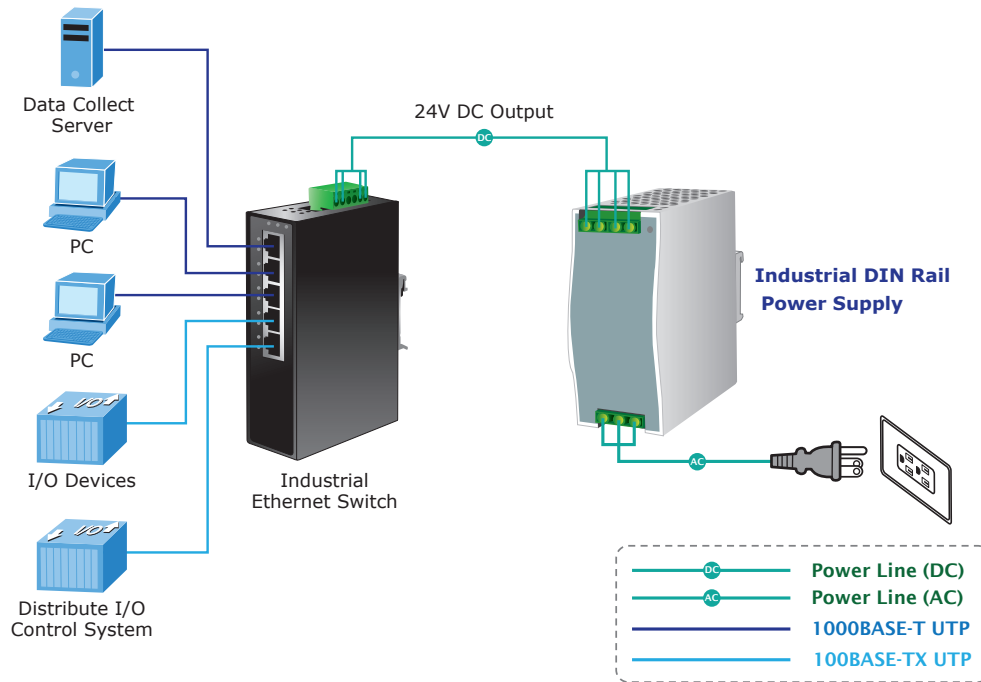 Data Collect
Server
24V DC Output
DC
PC
PC
Industrial DIN Rail
Power Supply
I/O
I/O Devices
Industrial
Ethernet Switch
AC
I/O
Distribute I/O
Control System
DC
Power Line (DC)
AC
Power Line (AC)
1000BASE-T UTP
100BASE-TX UTP